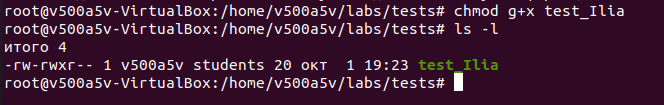 root@v500a5v-VirtualBox:/home/v500a5v/labs/tests# chmod g+x test_Ilia
root@v500a5v-VirtualBox:/home/v500a5v/labs/tests# ls -l
итого 4
-rw-rwxr-- 1 v500a5v students 20 окт  1 19:23 test_Ilia
root@v500a5v-VirtualBox:/home/v500a5v/labs/tests#